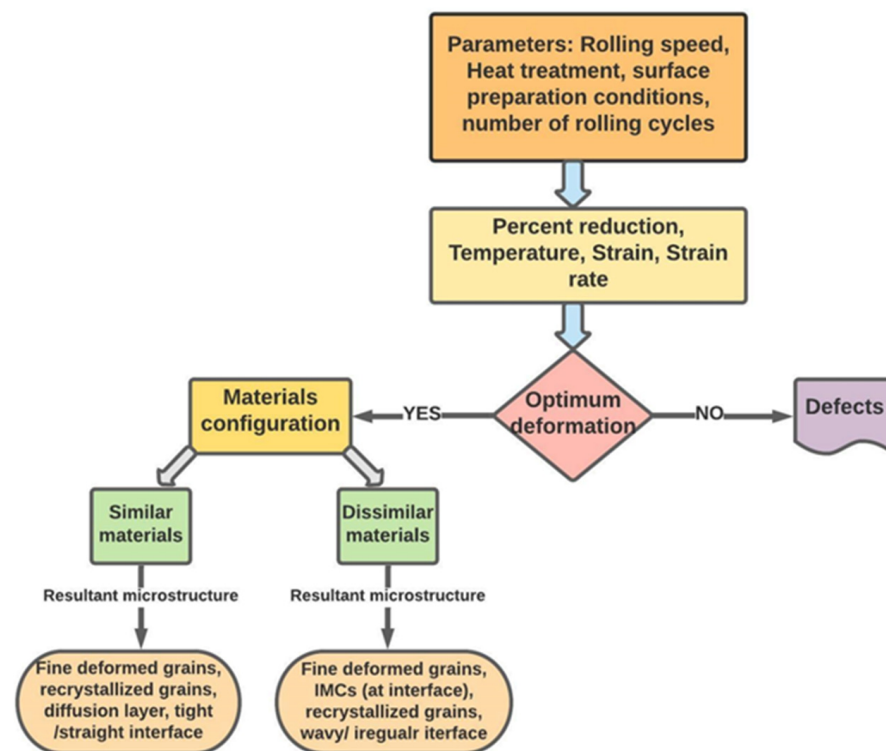 Parameters: Rolling speed,
Heat treatment, surface
preparation conditions,
number of rolling cycles
Percent reduction,
Temperature, Strain, Strain
rate
Optimum
deformation
YES
NO
Defects
Materials
configuration
Similar
materials
Dissimilar
materials
Resultant microstructure
Resultant microstructure
Fine deformed grains,
recrystallized grains,
diffusion layer, tight
/straight interface
Fine deformed grains,
IMCs (at interface),
recrystallized grains,
wavy/ iregualr iterface